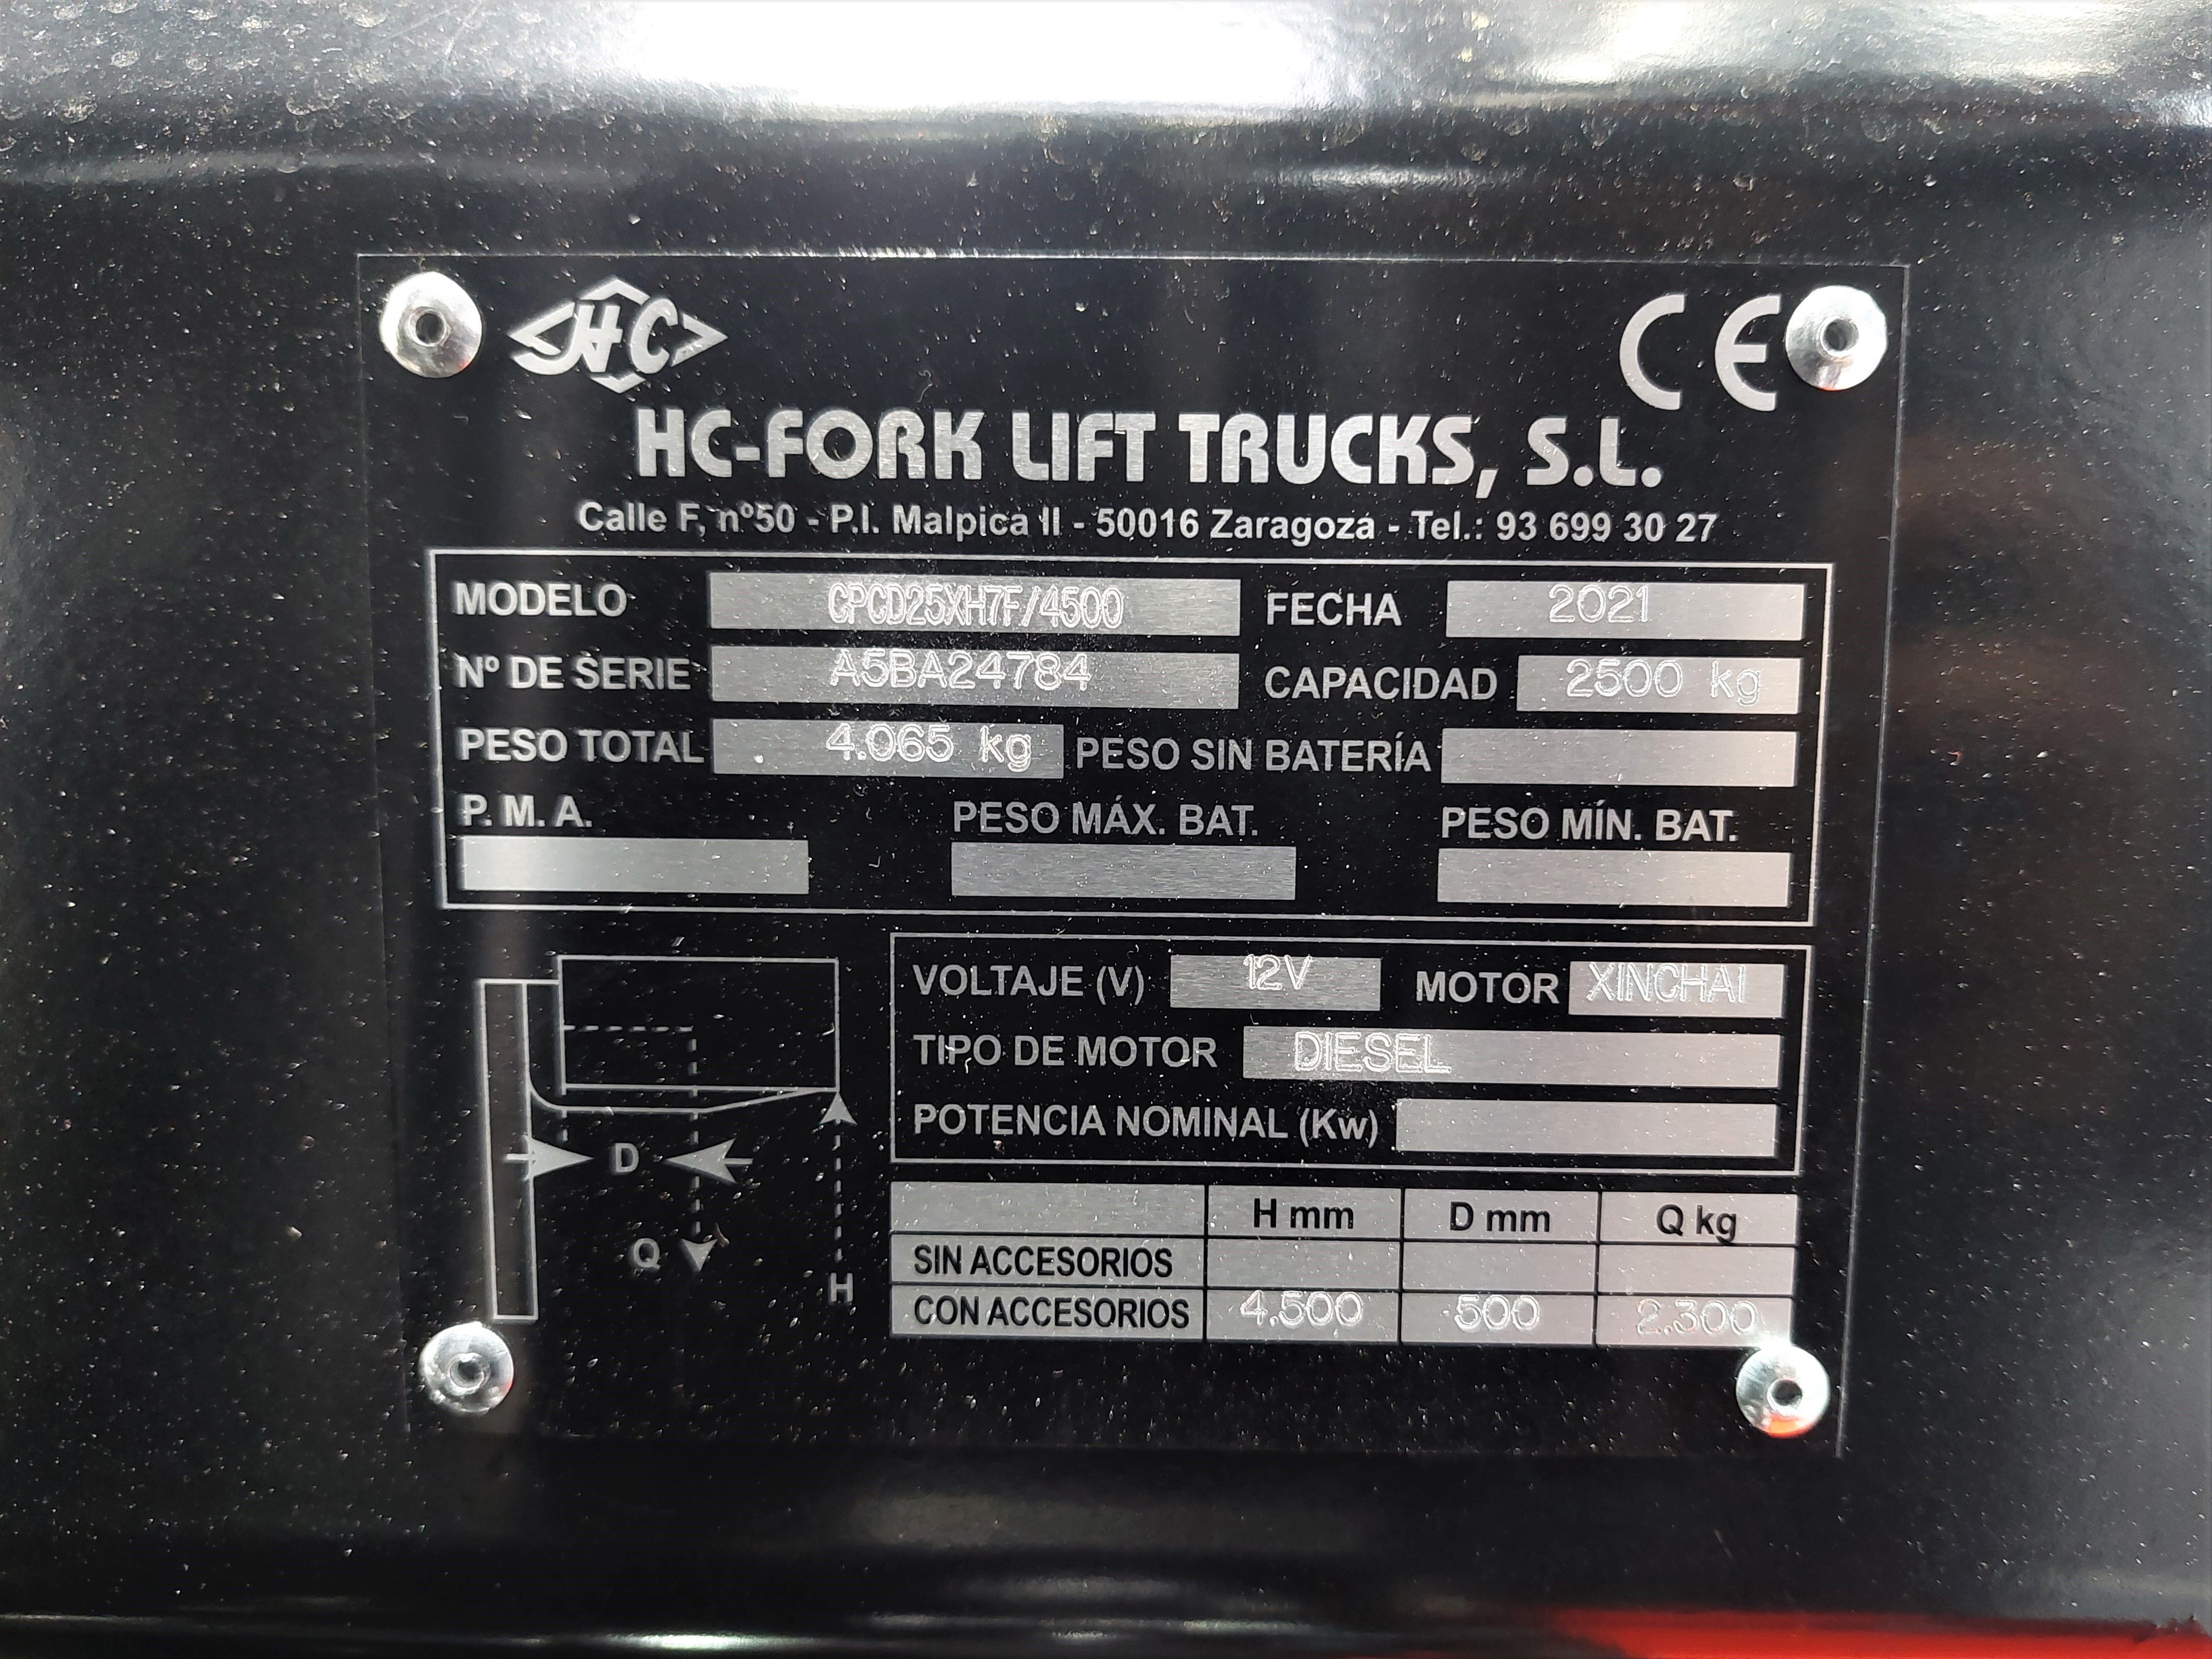 HC
CE
HC-FORK LIFT TRUCKS, S.L.
Calle F, nº50 - P.I. Malpica II - 50016 Zaragoza - Tel.: 93 699 30 27
MODELO CPCD25XH7F/4500 FECHA 2021
Nº DE SERIE A5BA24784 CAPACIDAD 2500 kg
PESO TOTAL 4.065 kg PESO SIN BATERÍA
P. M. A. PESO MÁX. BAT. PESO MÍN. BAT.
VOLTAJE (V) 12V MOTOR XINCHAI
TIPO DE MOTOR DIESEL
POTENCIA NOMINAL (Kw)
D
Q
H
H mm D mm Q kg
SIN ACCESORIOS
CON ACCESORIOS 4.500 500 2.300